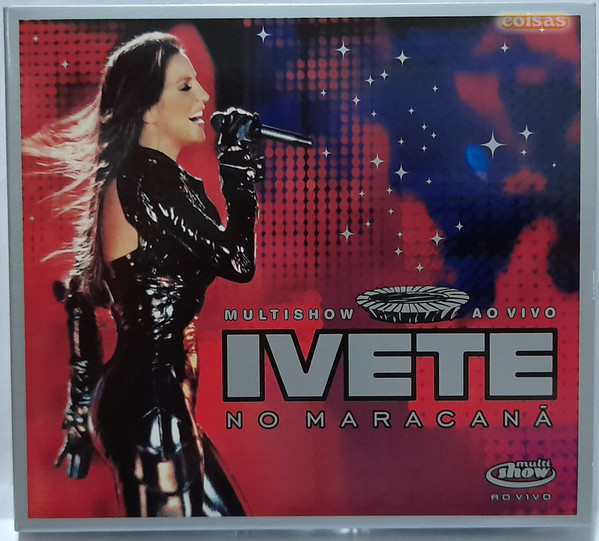 coisas
MULTISHOW AO VIVO
IVETE
NO MARACANÃ
multi
show
AO VIVO